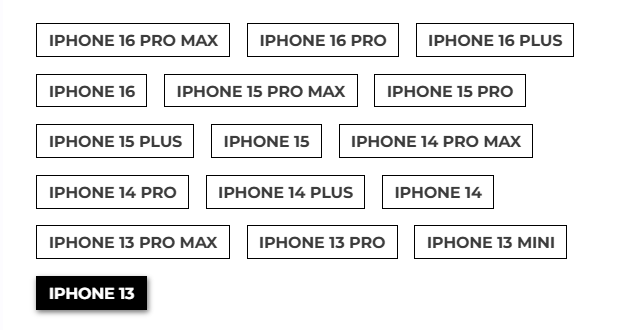 IPHONE 16 PRO MAX IPHONE 16 PRO IPHONE 16 PLUS
IPHONE 16 IPHONE 15 PRO MAX IPHONE 15 PRO
IPHONE 15 PLUS IPHONE 15 IPHONE 14 PRO MAX
IPHONE 14 PRO IPHONE 14 PLUS IPHONE 14
IPHONE 13 PRO MAX IPHONE 13 PRO IPHONE 13 MINI
IPHONE 13